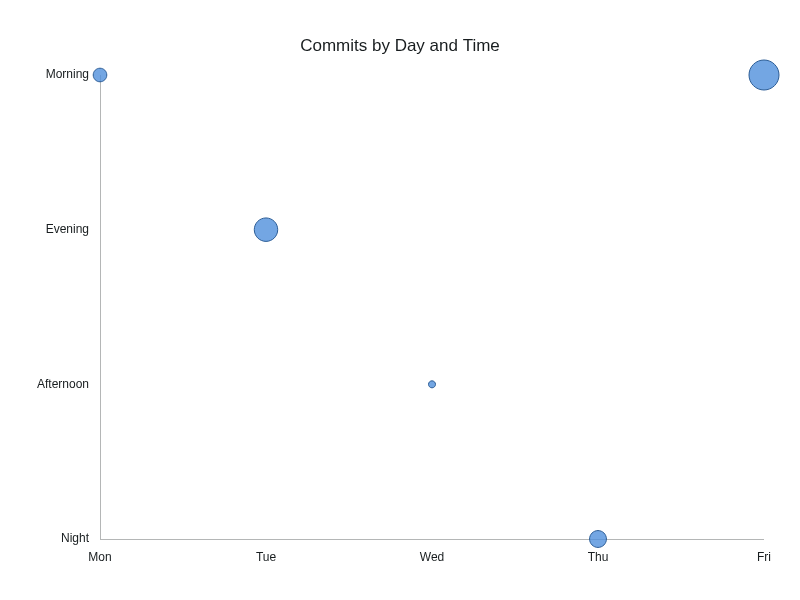 Commits by Day and Time
Morning
Evening
Afternoon
Night
Mon Tue Wed Thu Fri